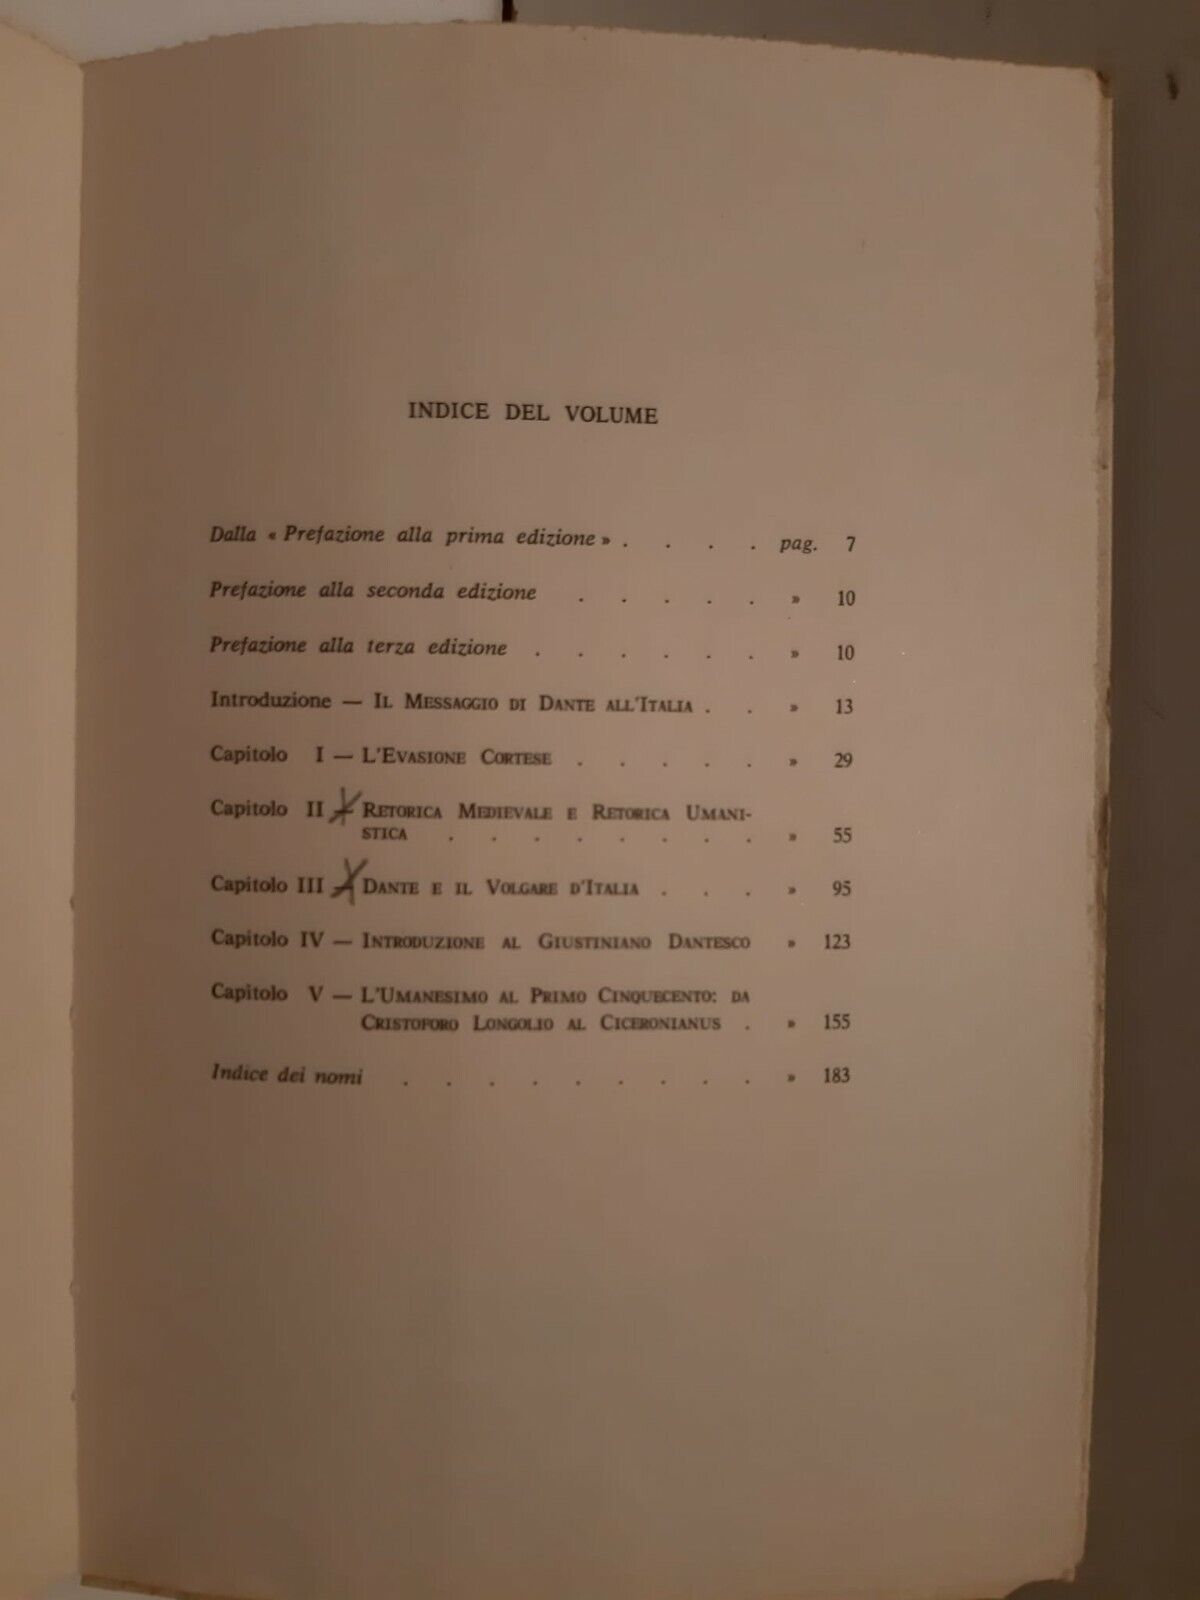 INDICE DEL VOLUME
Dalla « Prefazione alla prima edizione » . . . . pag. 7
Prefazione alla seconda edizione . . . . . » 10
Prefazione alla terza edizione . . . . . . » 10
Introduzione — IL MESSAGGIO DI DANTE ALL'ITALIA . . » 13
Capitolo I — L'EVASIONE CORTESE . . . . . » 29
Capitolo II — RETORICA MEDIEVALE E RETORICA UMANI-
STICA . . . . . . . . » 55
Capitolo III — DANTE E IL VOLGARE D'ITALIA . . . » 95
Capitolo IV — INTRODUZIONE AL GIUSTINIANO DANTESCO » 123
Capitolo V — L'UMANESIMO AL PRIMO CINQUECENTO: DA
CRISTOFORO LONGOLIO AL CICERONIANUS . » 155
Indice dei nomi . . . . . . . . . » 183